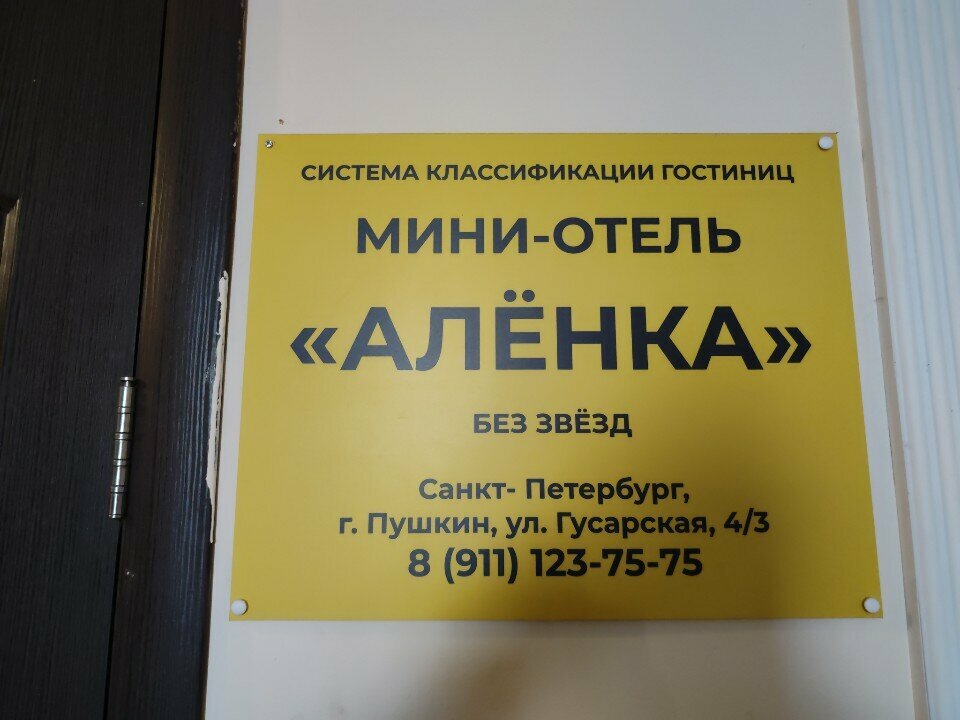 СИСТЕМА КЛАССИФИКАЦИИ ГОСТИНИЦ
МИНИ-ОТЕЛЬ
«АЛЁНКА»
БЕЗ ЗВЁЗД
Санкт- Петербург,
г. Пушкин, ул. Гусарская, 4/3
8 (911) 123-75-75